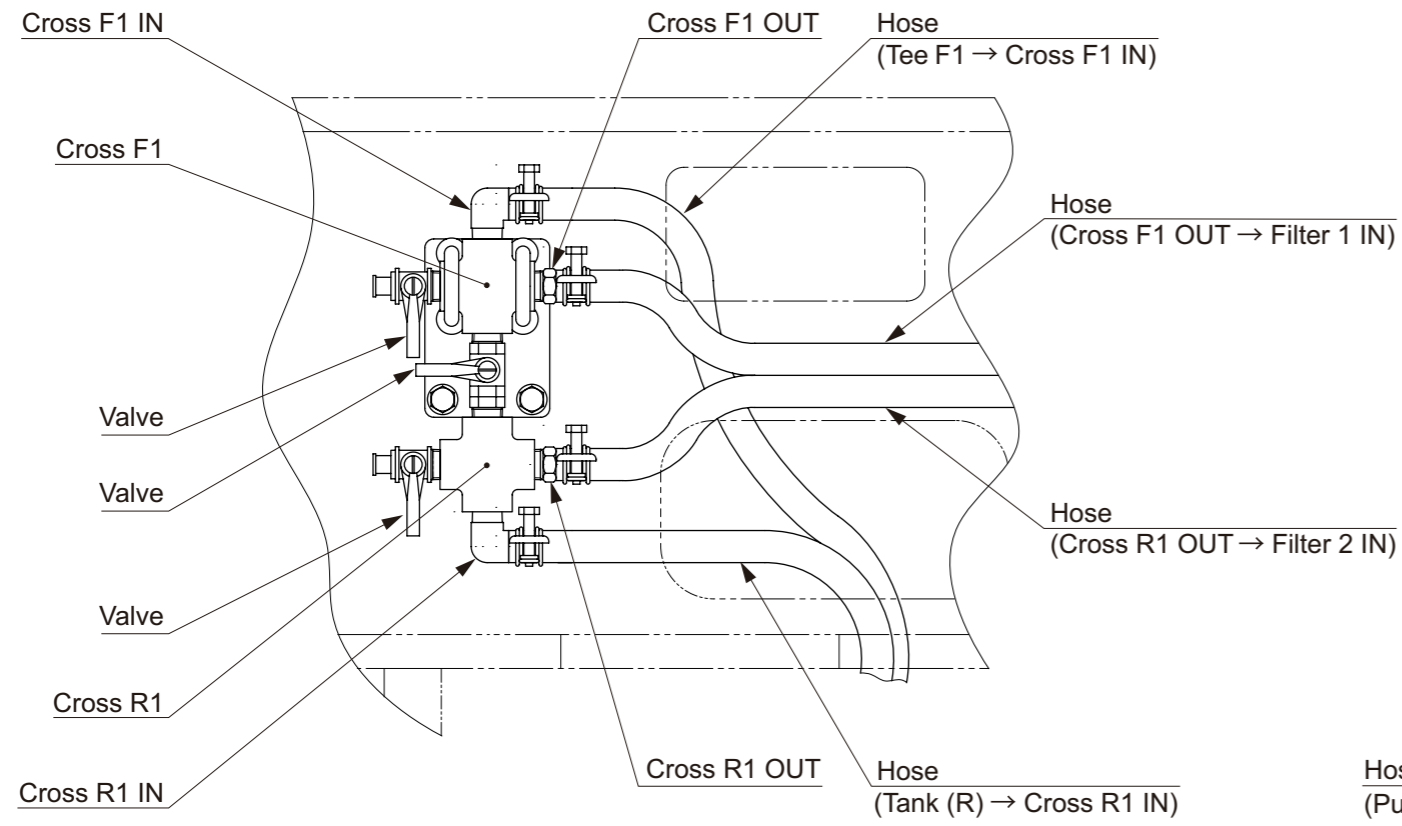 Cross F1 IN
Cross F1 OUT
Hose
(Tee F1 → Cross F1 IN)
Cross F1
Hose
(Cross F1 OUT → Filter 1 IN)
Valve
Valve
Hose
(Cross R1 OUT → Filter 2 IN)
Valve
Cross R1
Cross R1 IN
Cross R1 OUT
Hose
(Tank (R) → Cross R1 IN)